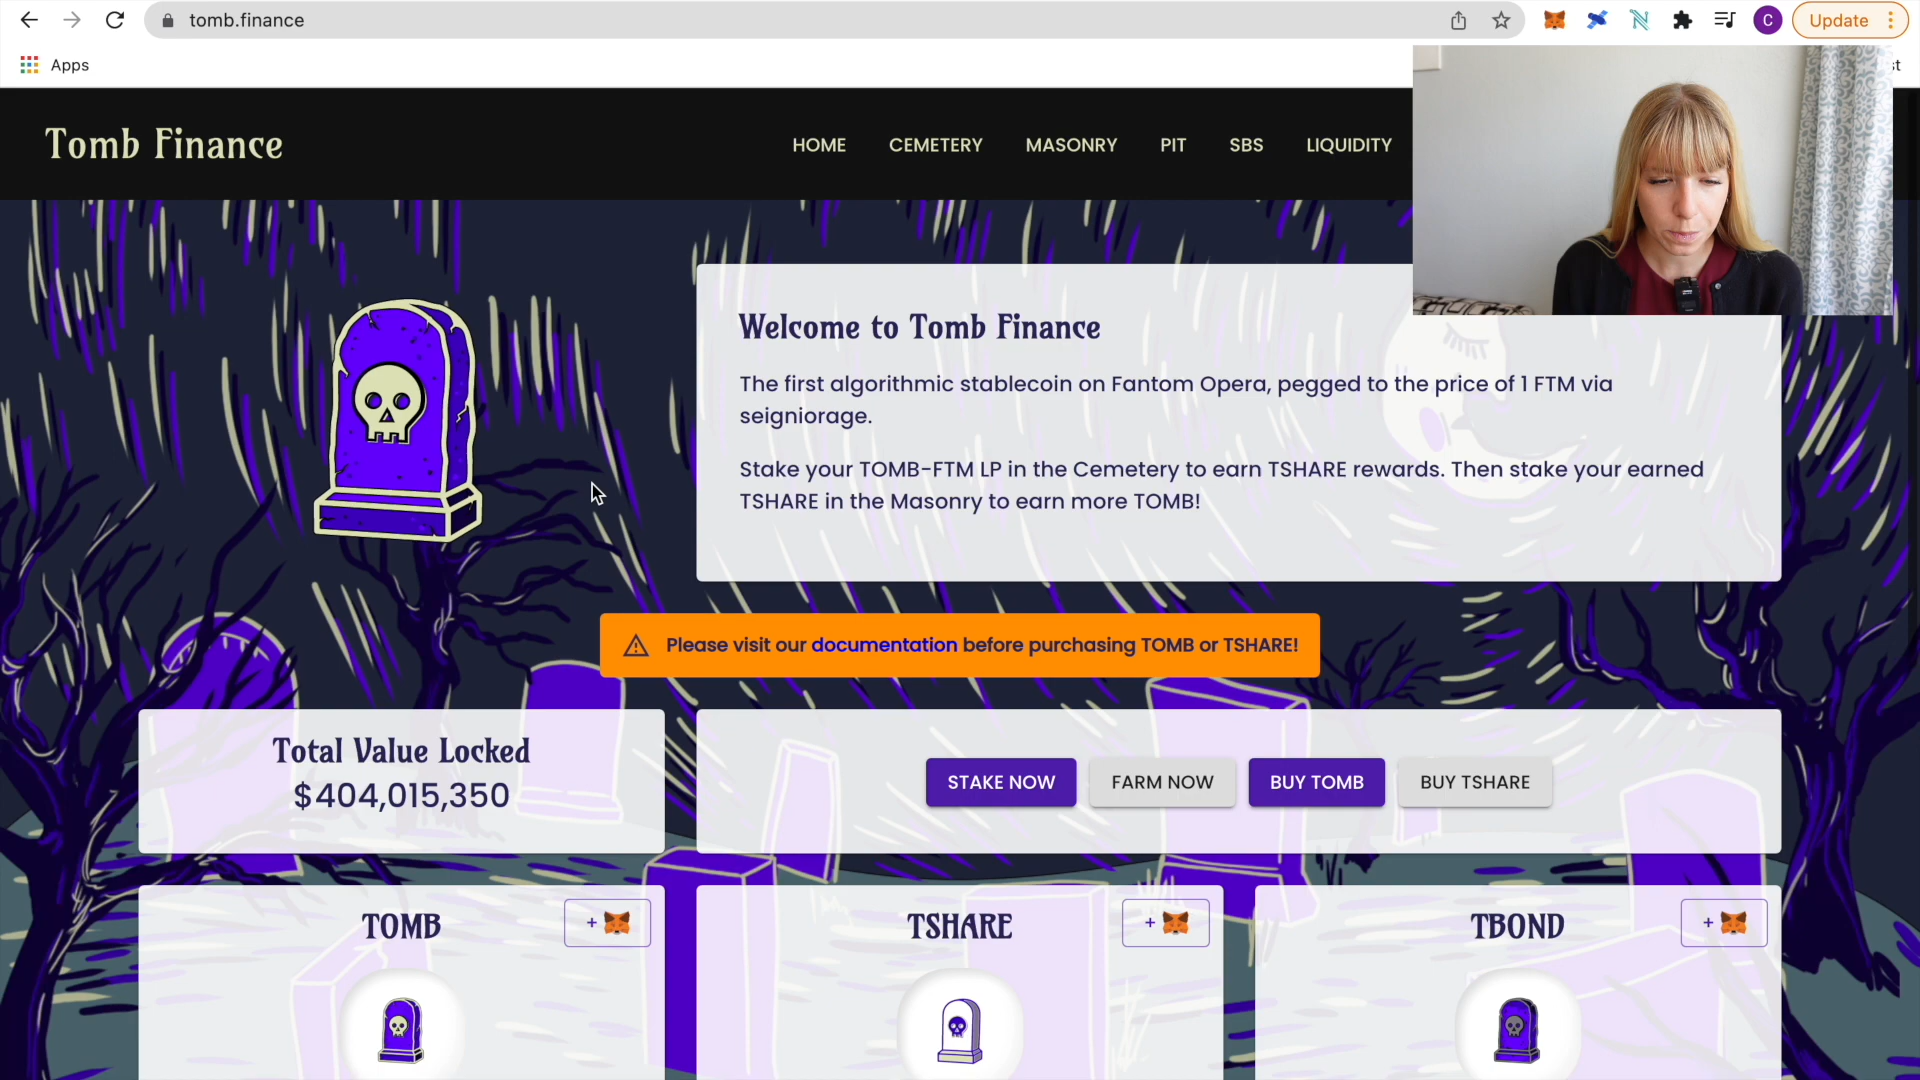 tomb.finance
C
Update
Apps
st
Tomb Finance
HOME
CEMETERY
MASONRY
PIT
SBS
LIQUIDITY
Welcome to Tomb Finance
The first algorithmic stablecoin on Fantom Opera, pegged to the price of 1 FTM via
seigniorage.
Stake your TOMB-FTM LP in the Cemetery to earn TSHARE rewards. Then stake your earned
TSHARE in the Masonry to earn more TOMB!
Please visit our documentation before purchasing TOMB or TSHARE!
Total Value Locked
$404,015,350
STAKE NOW
FARM NOW
BUY TOMB
BUY TSHARE
TOMB
+
TSHARE
+
TBOND
+